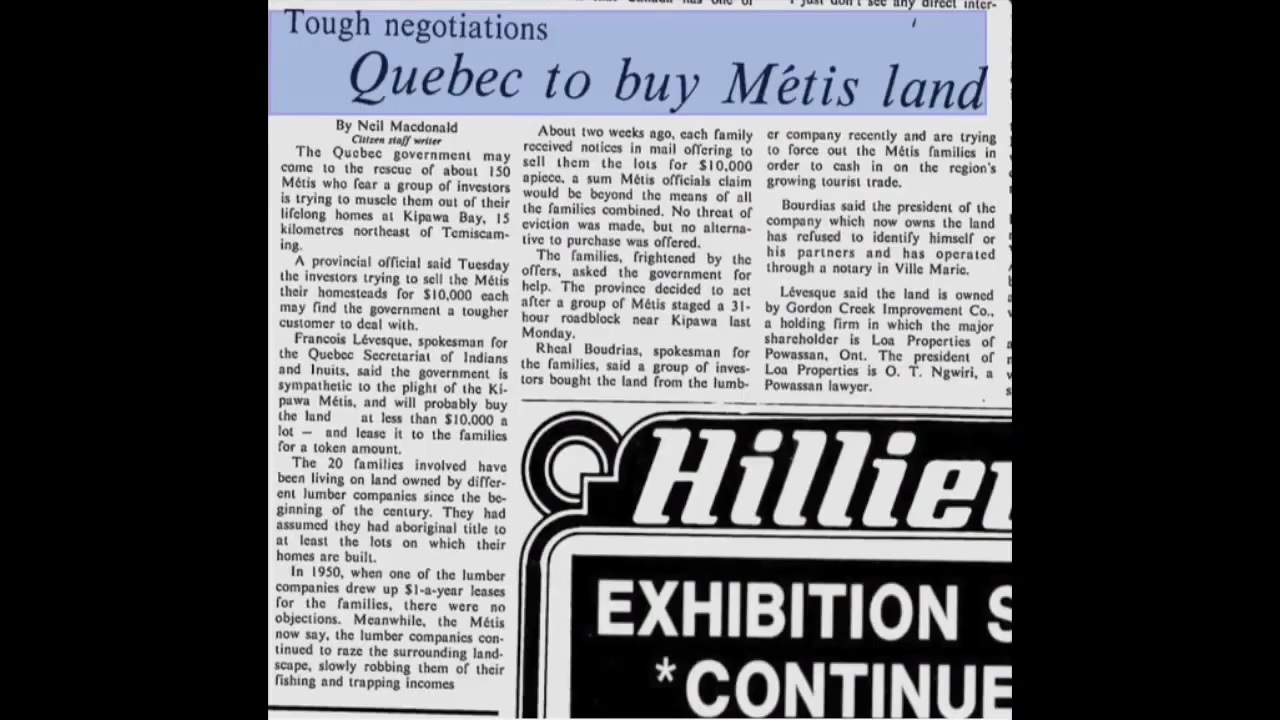 Tough negotiations
Quebec to buy Métis land
By Neil Macdonald
Citizen staff writer
The Quebec government may
come to the rescue of about 150
Métis who fear a group of investors
is trying to muscle them out of their
lifelong homes at Kipawa Bay, 15
kilometres northeast of Temiscam-
ing.
A provincial official said Tuesday
the investors trying to sell the Métis
their homesteads for $10,000 each
may find the government a tougher
customer to deal with.
Francois Lévesque, spokesman for
the Quebec Secretariat of Indians
and Inuits, said the government is
sympathetic to the plight of the Ki-
pawa Métis, and will probably buy
the land at less than $10,000 a
lot — and lease it to the families
for a token amount.
The 20 families involved have
been living on land owned by differ-
ent lumber companies since the be-
ginning of the century. They had
assumed they had aboriginal title to
at least the lots on which their
homes are built.
In 1950, when one of the lumber
companies drew up $1-a-year leases
for the families, there were no
objections. Meanwhile, the Métis
now say, the lumber companies con-
tinued to raze the surrounding land-
scape, slowly robbing them of their
fishing and trapping incomes
About two weeks ago, each family
received notices in mail offering to
sell them the lots for $10,000
apiece, a sum Métis officials claim
would be beyond the means of all
the families combined. No threat of
eviction was made, but no alterna-
tive to purchase was offered.
The families, frightened by the
offers, asked the government for
help. The province decided to act
after a group of Métis staged a 31-
hour roadblock near Kipawa last
Monday.
Rheal Boudrias, spokesman for
the families, said a group of inves-
tors bought the land from the lumb-
er company recently and are trying
to force out the Métis families in
order to cash in on the region's
growing tourist trade.
Bourdias said the president of the
company which now owns the land
has refused to identify himself or
his partners and has operated
through a notary in Ville Marie.
Lévesque said the land is owned
by Gordon Creek Improvement Co.,
a holding firm in which the major
shareholder is Loa Properties of
Powassan, Ont. The president of
Loa Properties is O. T. Ngwiri, a
Powassan lawyer.
EXHIBITION S
*CONTINUE